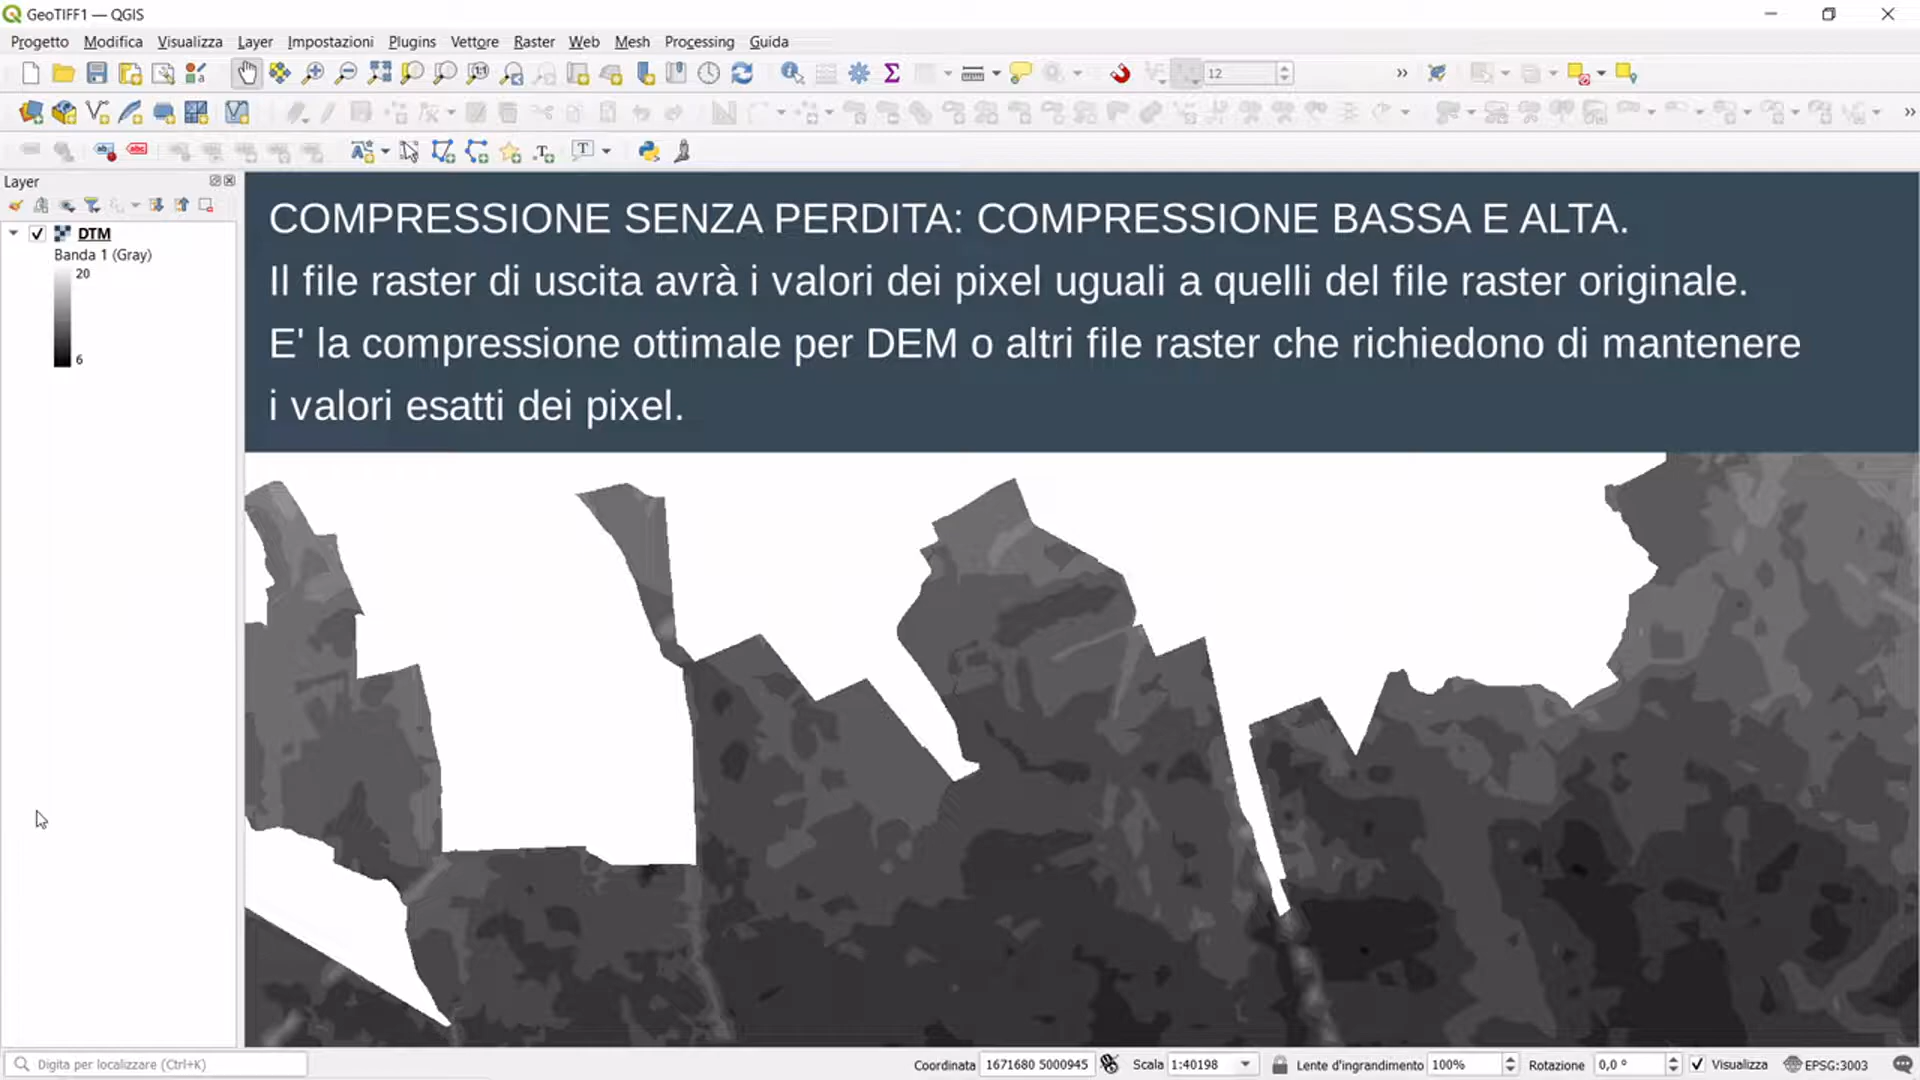 GeoTIFF1 — QGIS
Progetto Modifica Visualizza Layer Impostazioni Plugins Vettore Raster Web Mesh Processing Guida
1:1
12
abc
Layer
COMPRESSIONE SENZA PERDITA: COMPRESSIONE BASSA E ALTA.
Il file raster di uscita avrà i valori dei pixel uguali a quelli del file raster originale.
E' la compressione ottimale per DEM o altri file raster che richiedono di mantenere
i valori esatti dei pixel.
DTM
Banda 1 (Gray)
20
6
Digita per localizzare (Ctrl+K)
Coordinata 1671680 5000945 Scala 1:40198 Lente d'ingrandimento 100% Rotazione 0,0 ° Visualizza EPSG:3003